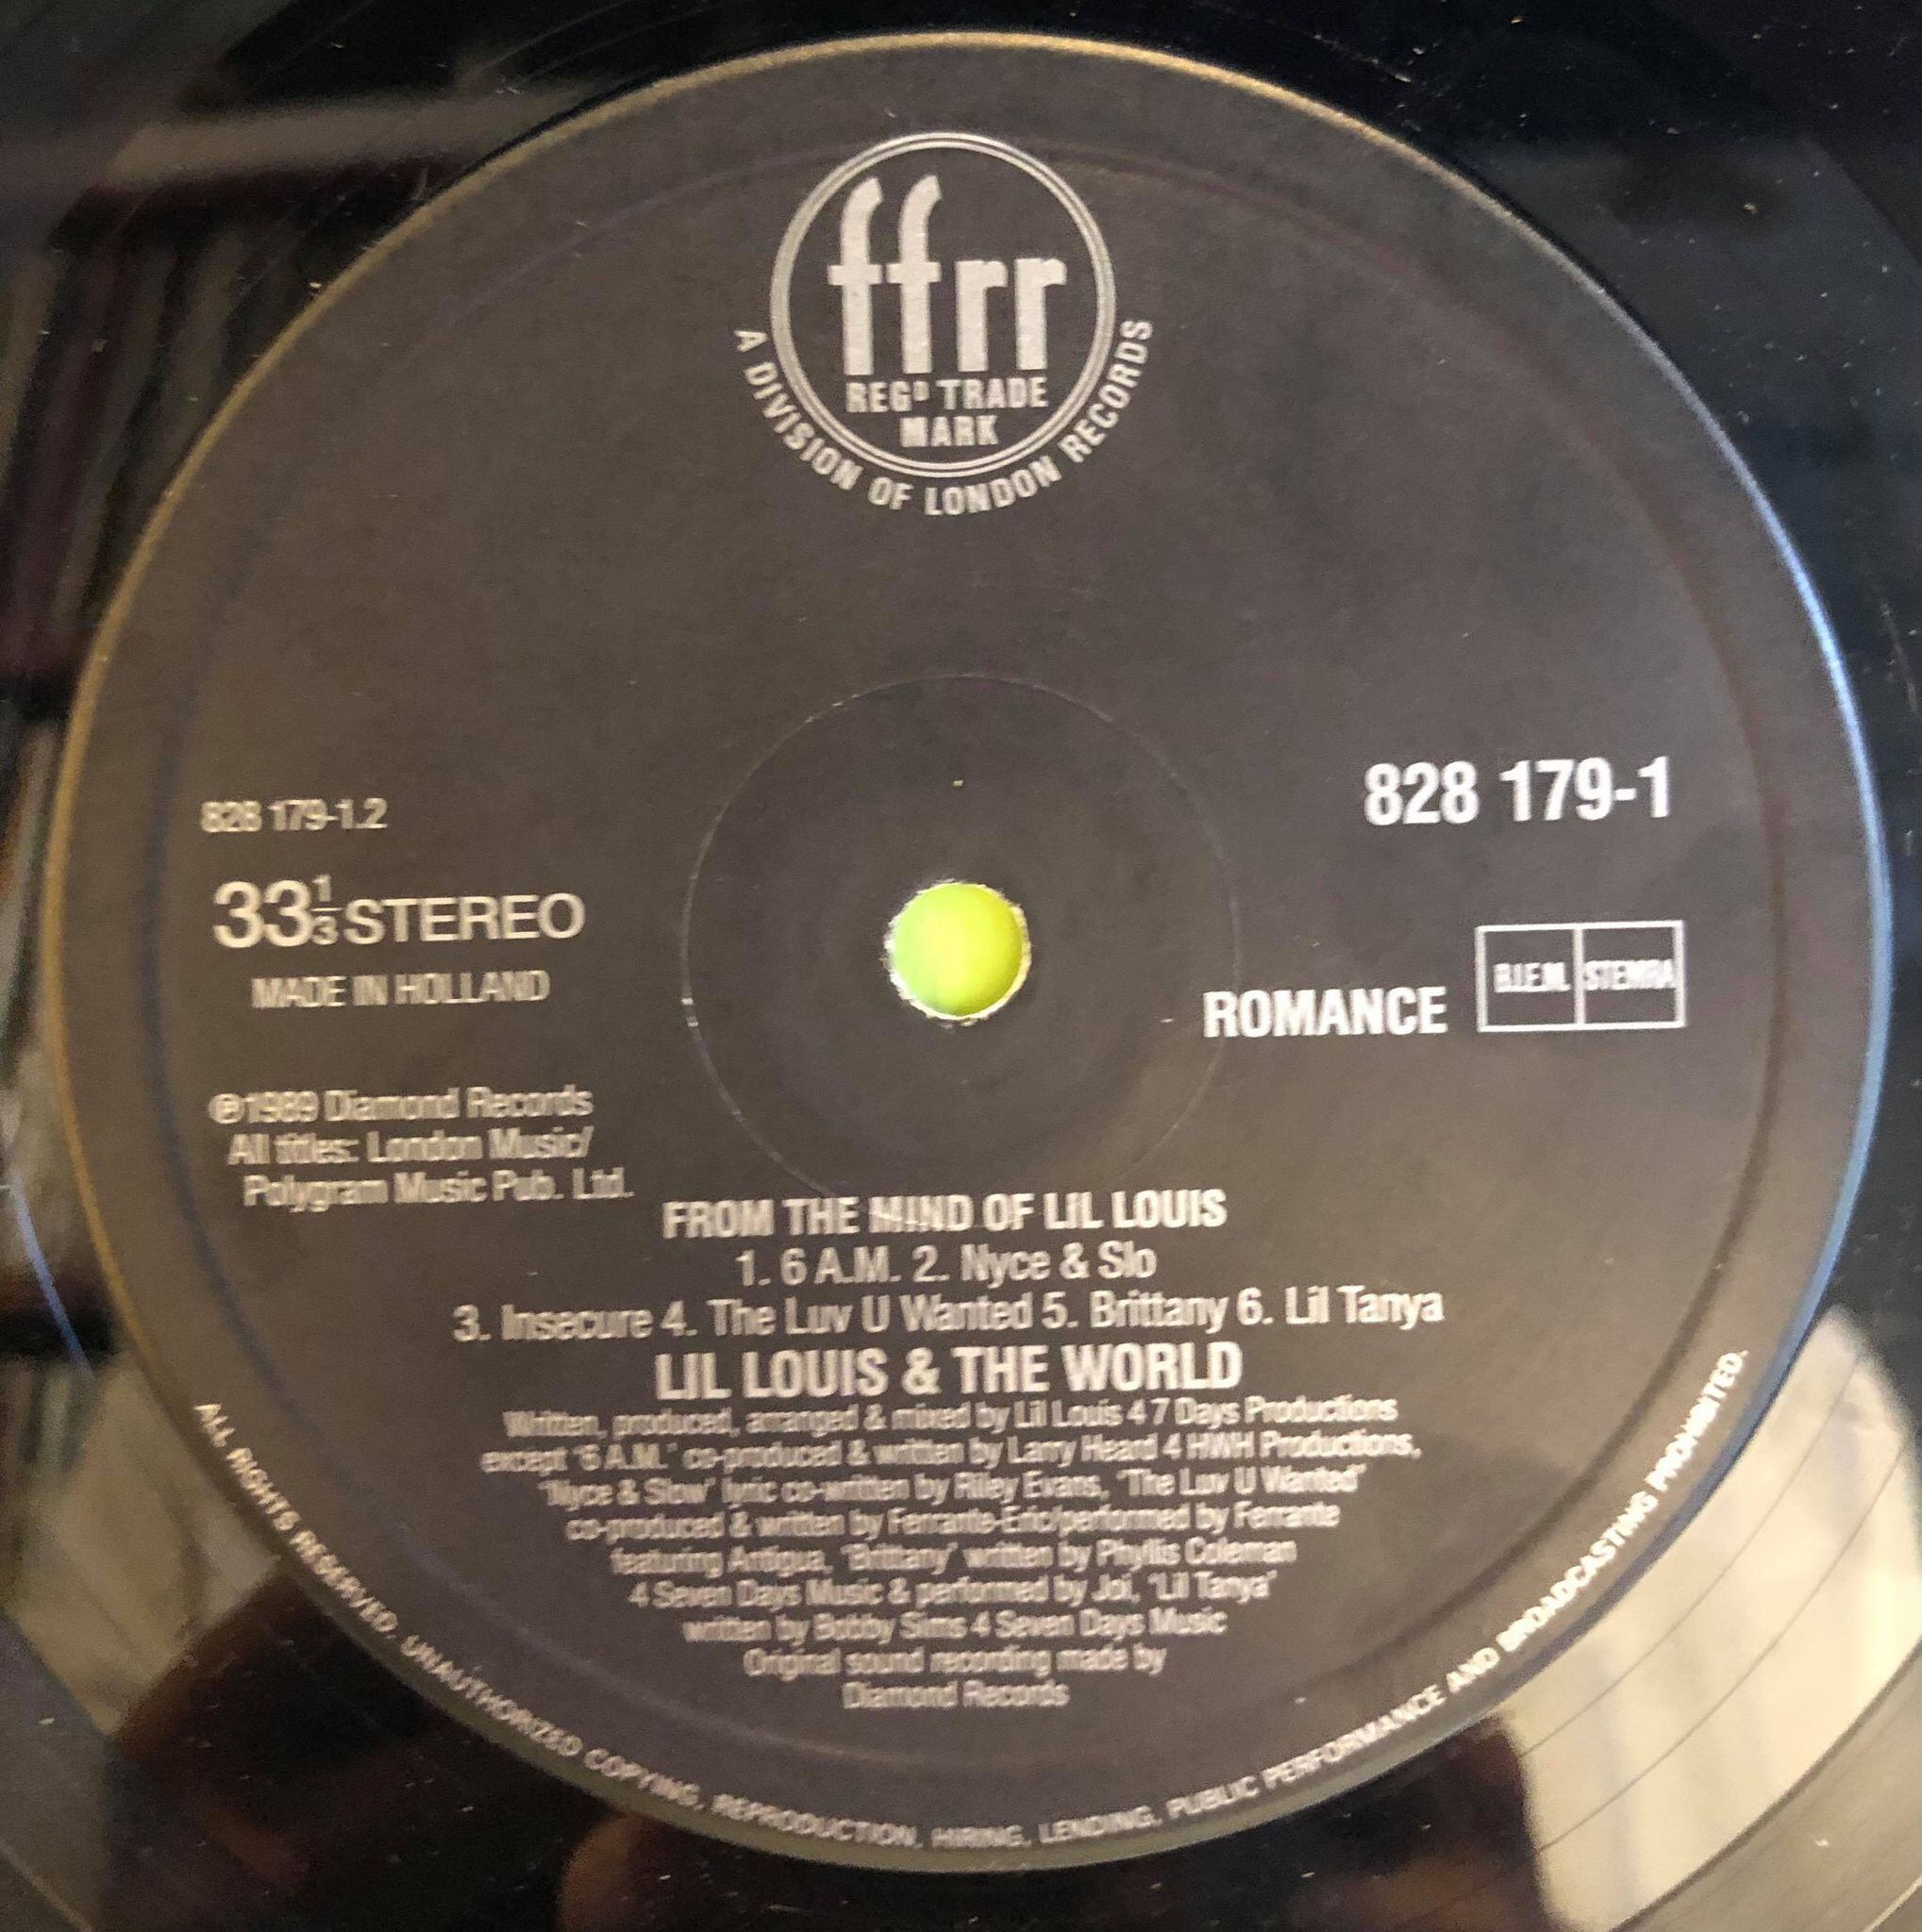 ffrr
REGD TRADE
MARK
A DIVISION OF LONDON RECORDS
828 179-1
828 179-1.2
33 1/3 STEREO
MADE IN HOLLAND
ROMANCE
B.I.E.M. STEMRA
℗1989 Diamond Records
All titles: London Music/
Polygram Music Pub. Ltd.
FROM THE MIND OF LIL LOUIS
1. 6 A.M. 2. Nyce & Slo
3. Insecure 4. The Luv U Wanted 5. Brittany 6. Lil Tanya
LIL LOUIS & THE WORLD
Written, produced, arranged & mixed by Lil Louis 4 7 Days Productions
except '6 A.M.' co-produced & written by Larry Heard 4 HWH Productions,
'Nyce & Slow' lyric co-written by Riley Evans, 'The Luv U Wanted'
co-produced & written by Ferrante-Eric/performed by Ferrante
featuring Antigua, 'Brittany' written by Phyllis Coleman
4 Seven Days Music & performed by Joi, 'Lil Tanya'
written by Bobby Sims 4 Seven Days Music
Original sound recording made by
Diamond Records
ALL RIGHTS RESERVED. UNAUTHORIZED COPYING, REPRODUCTION, HIRING, LENDING, PUBLIC PERFORMANCE AND BROADCASTING PROHIBITED.